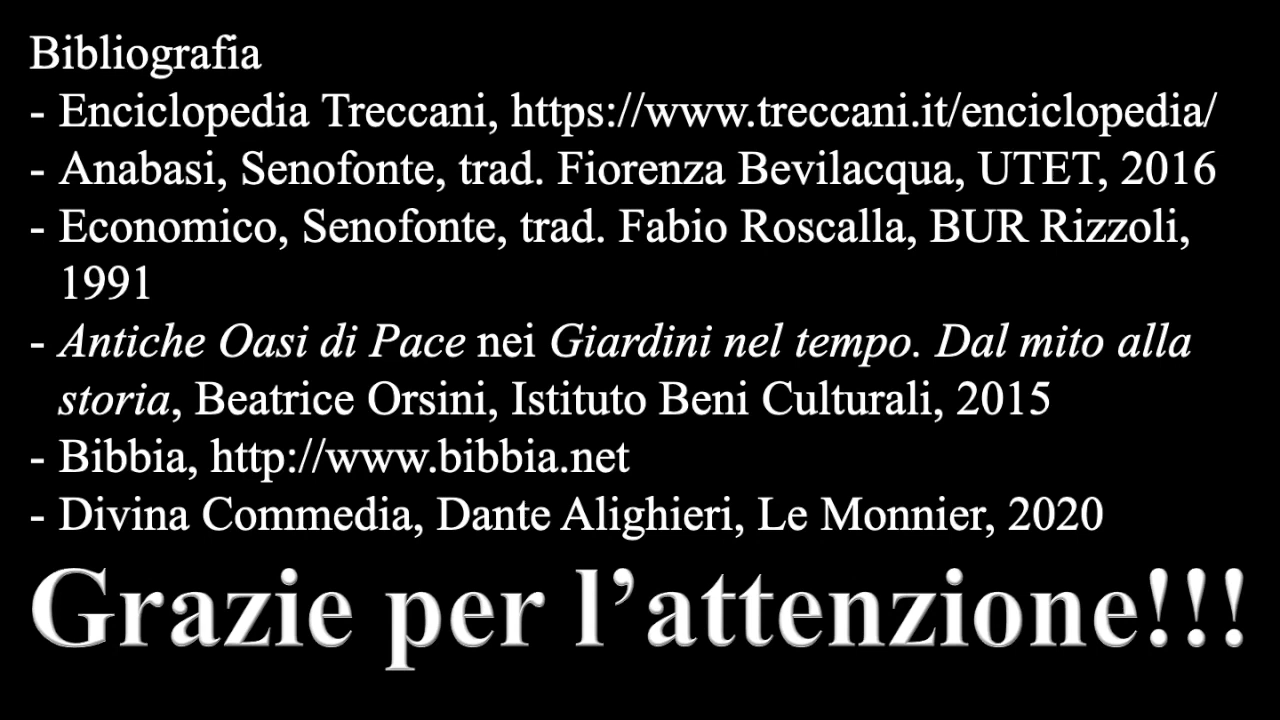 Bibliografia
- Enciclopedia Treccani, https://www.treccani.it/enciclopedia/
- Anabasi, Senofonte, trad. Fiorenza Bevilacqua, UTET, 2016
- Economico, Senofonte, trad. Fabio Roscalla, BUR Rizzoli,
1991
- Antiche Oasi di Pace nei Giardini nel tempo. Dal mito alla
storia, Beatrice Orsini, Istituto Beni Culturali, 2015
- Bibbia, http://www.bibbia.net
- Divina Commedia, Dante Alighieri, Le Monnier, 2020
Grazie per l’attenzione!!!